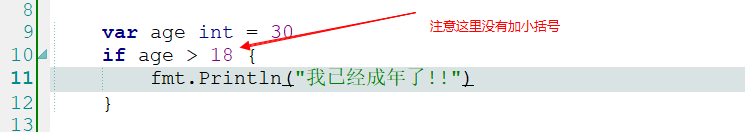 8
9 var age int = 30 注意这里没有加小括号
10 if age > 18 {
11 fmt.Println("我已经成年了!!")
12 }
13